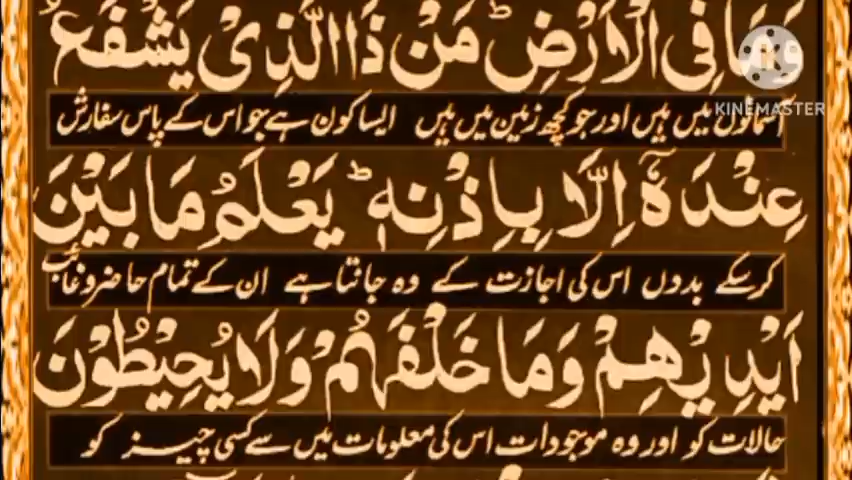 وَمَا فِی الْاَرْضِ ؕ مَنْ ذَا الَّذِیْ یَشْفَعُ
KINEMASTER
آسمانوں میں ہیں اور جو کچھ زمین میں ہیں ایسا کون ہے جو اس کے پاس سفارش
عِنْدَهٗۤ اِلَّا بِاِذْنِهٖ ؕ یَعْلَمُ مَا بَیْنَ
کر سکے بدوں اس کی اجازت کے وہ جانتا ہے ان کے تمام حاضر و غائب
اَیْدِیْهِمْ وَمَا خَلْفَهُمْ ۚ وَلَا یُحِیْطُوْنَ
حالات کو اور وہ موجودات اس کی معلومات میں سے کسی چیز کو